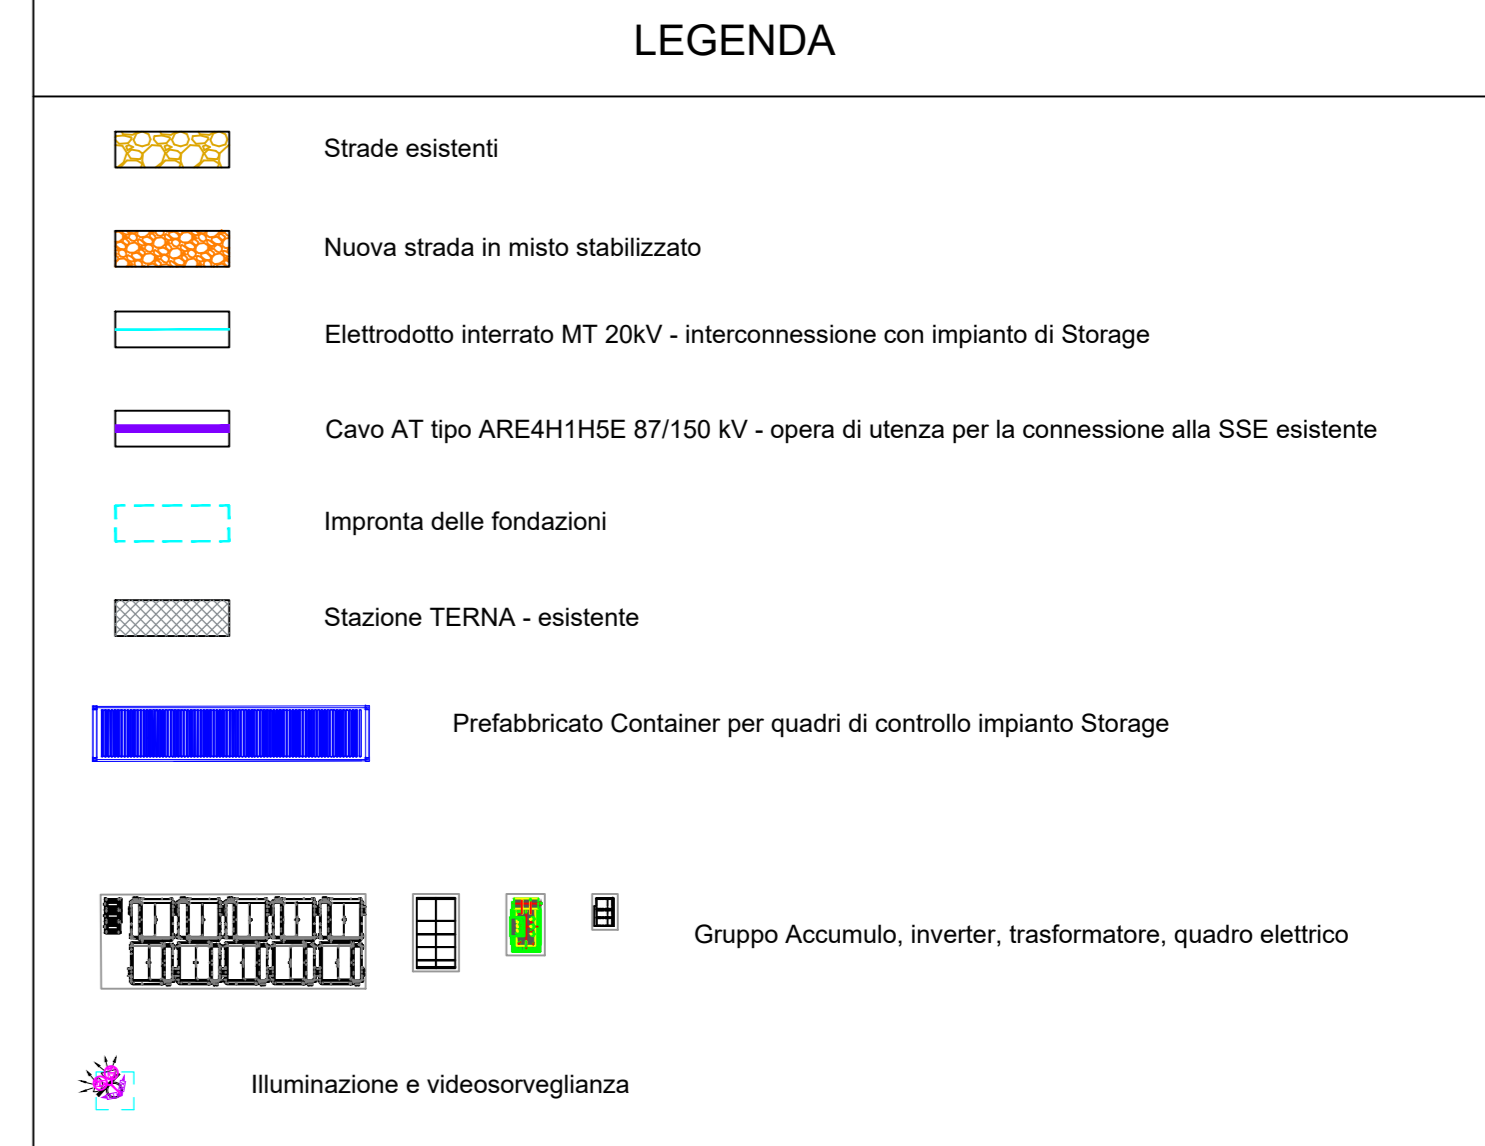 LEGENDA
Strade esistenti
Nuova strada in misto stabilizzato
Elettrodotto interrato MT 20kV - interconnessione con impianto di Storage
Cavo AT tipo ARE4H1H5E 87/150 kV - opera di utenza per la connessione alla SSE esistente
Impronta delle fondazioni
Stazione TERNA - esistente
Prefabbricato Container per quadri di controllo impianto Storage
Gruppo Accumulo, inverter, trasformatore, quadro elettrico
Illuminazione e videosorveglianza